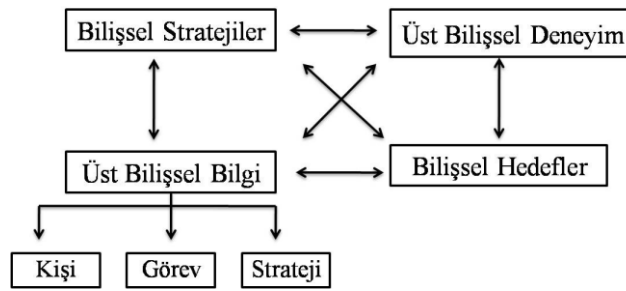 Bilişsel Stratejiler
Üst Bilişsel Deneyim
Üst Bilişsel Bilgi
Bilişsel Hedefler
Kişi
Görev
Strateji